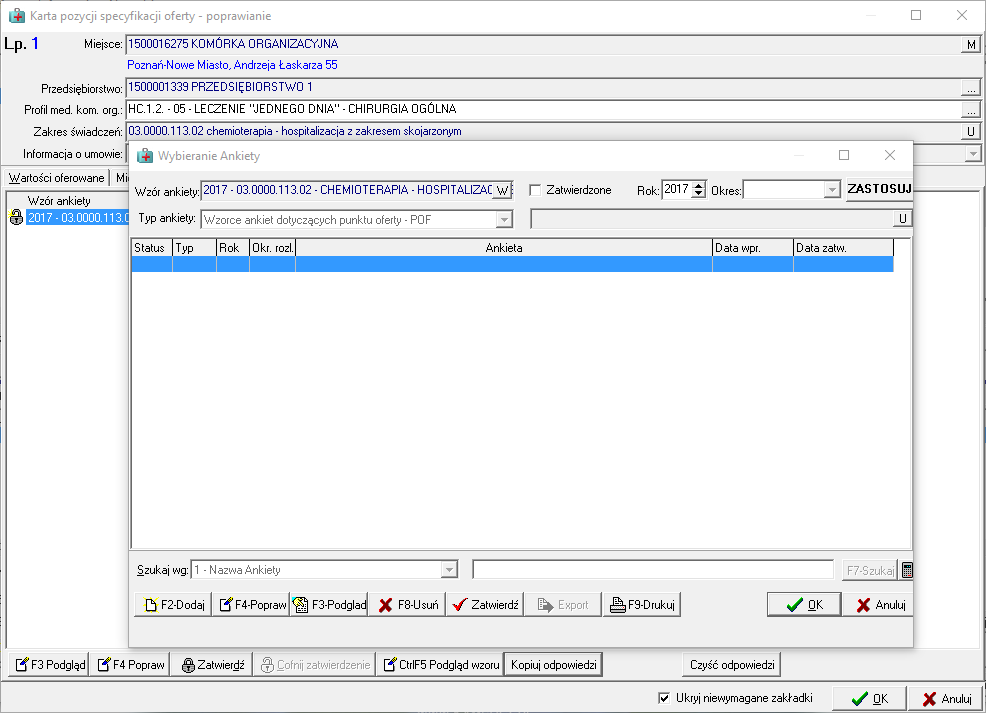 Karta pozycji specyfikacji oferty - poprawianie
Lp. 1
Miejsce: 1500016275 KOMÓRKA ORGANIZACYJNA M
Poznań-Nowe Miasto, Andrzeja Łaskarza 55
Przedsiębiorstwo: 1500001339 PRZEDSIĘBIORSTWO 1 ...
Profil med. kom. org.: HC.1.2. - 05 - LECZENIE "JEDNEGO DNIA" - CHIRURGIA OGÓLNA ...
Zakres świadczeń: 03.0000.113.02 chemioterapia - hospitalizacja z zakresem skojarzonym U
Informacja o umowie:
Wartości oferowane
Wzór ankiety
2017 - 03.0000.113.0
Wybieranie Ankiety
Wzór ankiety: 2017 - 03.0000.113.02 - CHEMIOTERAPIA - HOSPITALIZAC W
Zatwierdzone Rok: 2017 Okres: ZASTOSUJ
Typ ankiety: Wzorce ankiet dotyczących punktu oferty - POF U
Status Typ Rok Okr. rozl. Ankieta Data wpr. Data zatw.
Szukaj wg: 1 - Nazwa Ankiety F7-Szukaj
F2-Dodaj F4-Popraw F3-Podglad F8-Usuń Zatwierdź Export F9-Drukuj OK Anuluj
F3 Podgląd F4 Popraw Zatwierdź Cofnij zatwierdzenie CtrlF5 Podgląd wzoru Kopiuj odpowiedzi Czyść odpowiedzi
Ukryj niewymagane zakładki OK Anuluj